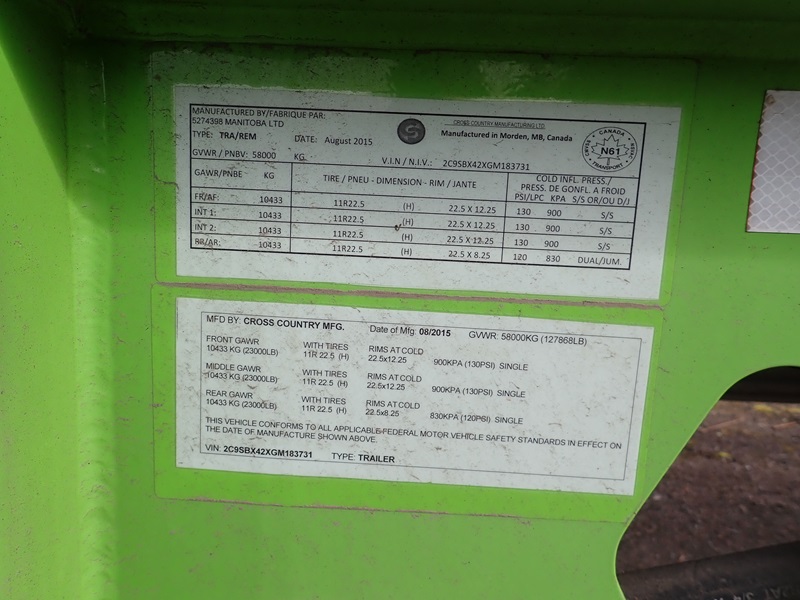 MANUFACTURED BY/FABRIQUE PAR:
5274398 MANITOBA LTD
CROSS COUNTRY MANUFACTURING LTD
Manufactured in Morden, MB, Canada
TYPE: TRA/REM DATE: August 2015
CANADA
N61
TRANSPORT
GVWR / PNBV: 58000 KG. V.I.N / N.I.V.: 2C9SBX42XGM183731
GAWR/PNBE KG TIRE / PNEU - DIMENSION - RIM / JANTE COLD INFL. PRESS./
PRESS. DE GONFL. A FROID
PSI/LPC KPA S/S OR/OU D/J
FR/AF: 10433 11R22.5 (H) 22.5 X 12.25 130 900 S/S
INT 1: 10433 11R22.5 (H) 22.5 X 12.25 130 900 S/S
INT 2: 10433 11R22.5 (H) 22.5 X 12.25 130 900 S/S
RR/AR: 10433 11R22.5 (H) 22.5 X 8.25 120 830 DUAL/JUM.
MFD BY: CROSS COUNTRY MFG. Date of Mfg: 08/2015 GVWR: 58000KG (127868LB)
FRONT GAWR WITH TIRES RIMS AT COLD
10433 KG (23000LB) 11R 22.5 (H) 22.5x12.25 900KPA (130PSI) SINGLE
MIDDLE GAWR WITH TIRES RIMS AT COLD
10433 KG (23000LB) 11R 22.5 (H) 22.5x12.25 900KPA (130PSI) SINGLE
REAR GAWR WITH TIRES RIMS AT COLD
10433 KG (23000LB) 11R 22.5 (H) 22.5x8.25 830KPA (120PSI) SINGLE
THIS VEHICLE CONFORMS TO ALL APPLICABLE FEDERAL MOTOR VEHICLE SAFETY STANDARDS IN EFFECT ON
THE DATE OF MANUFACTURE SHOWN ABOVE.
VIN: 2C9SBX42XGM183731 TYPE: TRAILER